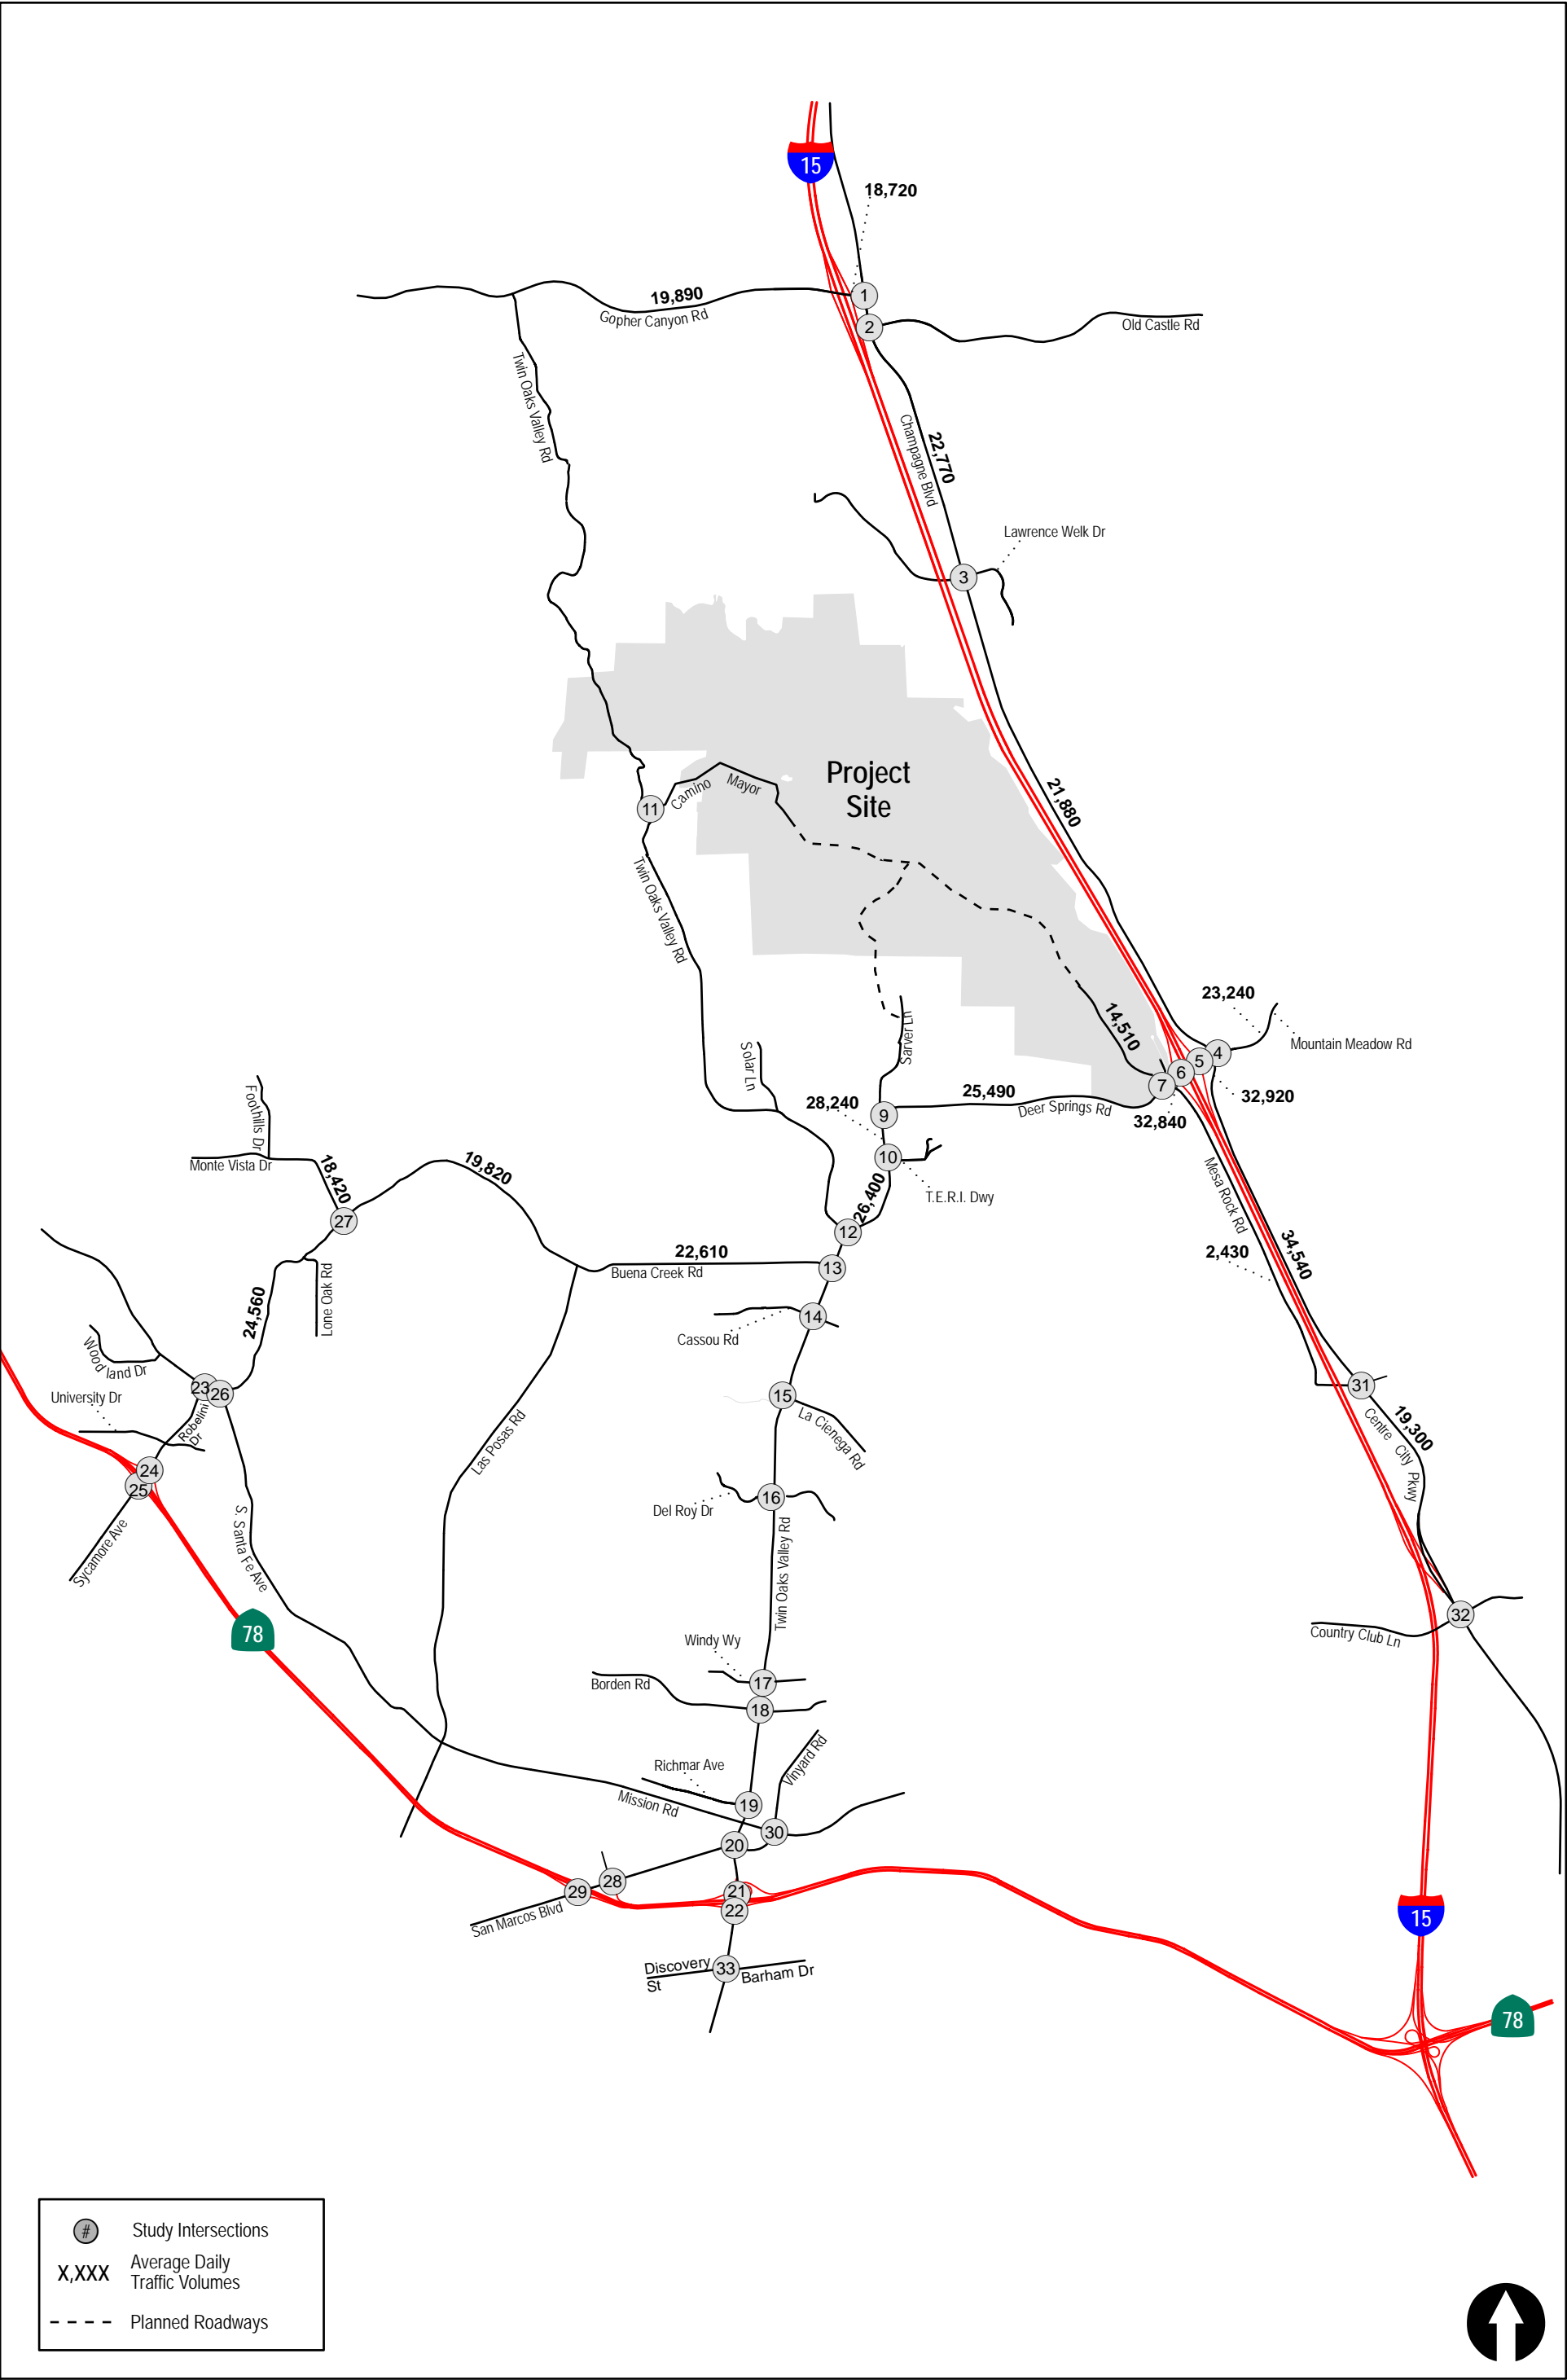 15
18,720
19,890
Gopher Canyon Rd
1
2
Old Castle Rd
Twin Oaks Valley Rd
Champagne Blvd
22,770
Lawrence Welk Dr
3
Project
Site
21,880
Camino Mayor
11
Twin Oaks Valley Rd
23,240
Mountain Meadow Rd
14,510
4
5
6
7
32,920
32,840
Sarver Ln
Solar Ln
25,490
Deer Springs Rd
28,240
9
10
T.E.R.I. Dwy
26,400
12
Foothills Dr
Monte Vista Dr
18,420
19,820
27
Mesa Rock Rd
2,430
34,540
22,610
Buena Creek Rd
13
Lone Oak Rd
24,560
14
Cassou Rd
Wood land Dr
University Dr
23
26
Robelini
Dr
31
15
La Cienega Rd
Centre City Pkwy
19,300
Las Posas Rd
24
25
Sycamore Ave
S. Santa Fe Ave
Del Roy Dr
16
Twin Oaks Valley Rd
78
32
Country Club Ln
Windy Wy
17
Borden Rd
18
Vinyard Rd
Richmar Ave
19
Mission Rd
30
20
28
29
21
22
San Marcos Blvd
15
Discovery
St
33
Barham Dr
78
# Study Intersections
X,XXX Average Daily
Traffic Volumes
Planned Roadways